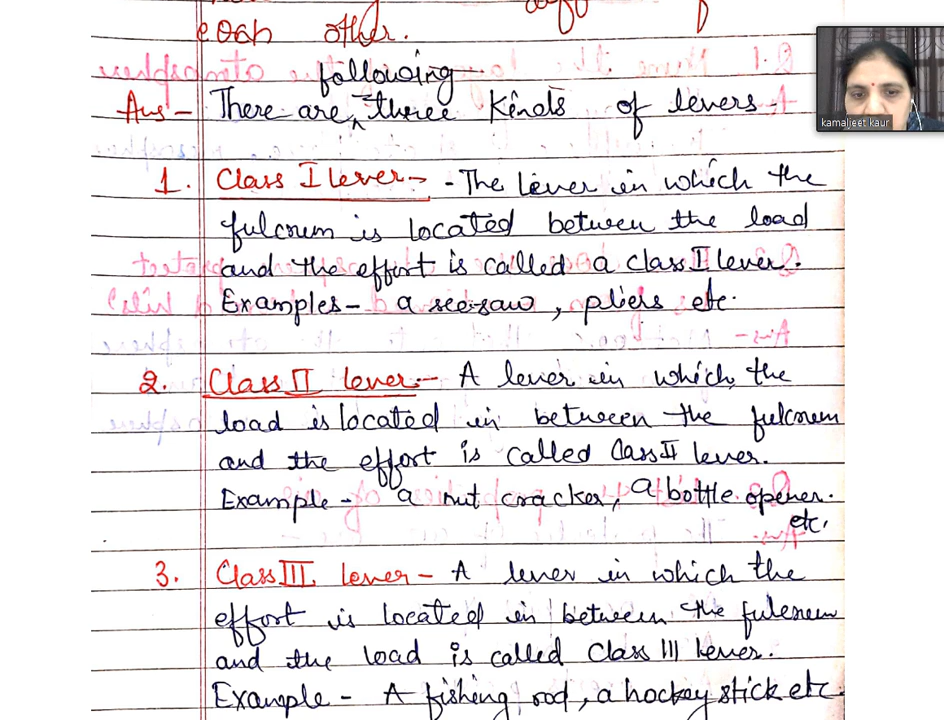 each other.
following
Ans - There are ^ three kinds of levers.
kamaljeet kaur
1. Class I lever - - The lever in which the
fulcrum is located between the load
and the effort is called a class I lever.
Examples - a see-saw, pliers etc.
2. Class II lever :- A lever in which, the
load is located in between the fulcrum
and the effort is called Class II lever.
Example - a nut cracker, a bottle opener.
etc.
3. Class III lever - A lever in which the
effort is located in between the fulcrum
and the load is called Class III lever.
Example - A fishing rod, a hockey stick etc.